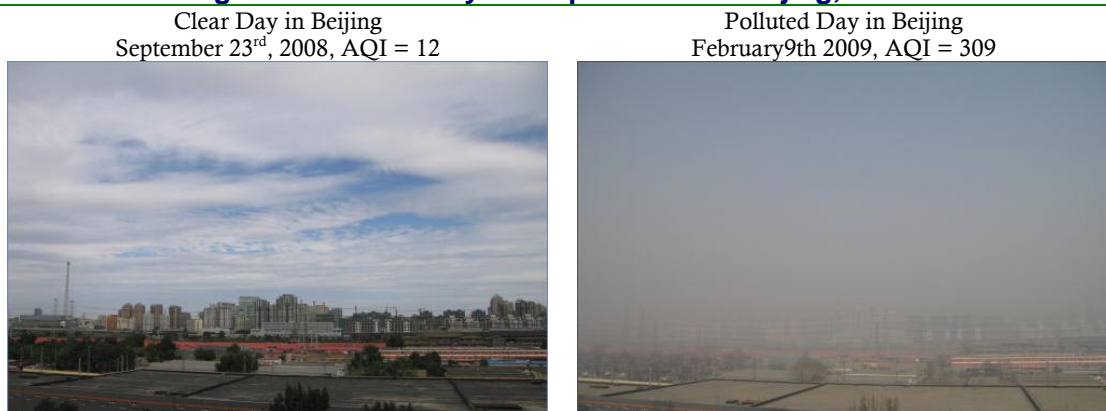 Clear Day in Beijing
September 23rd, 2008, AQI = 12
Polluted Day in Beijing
February9th 2009, AQI = 309